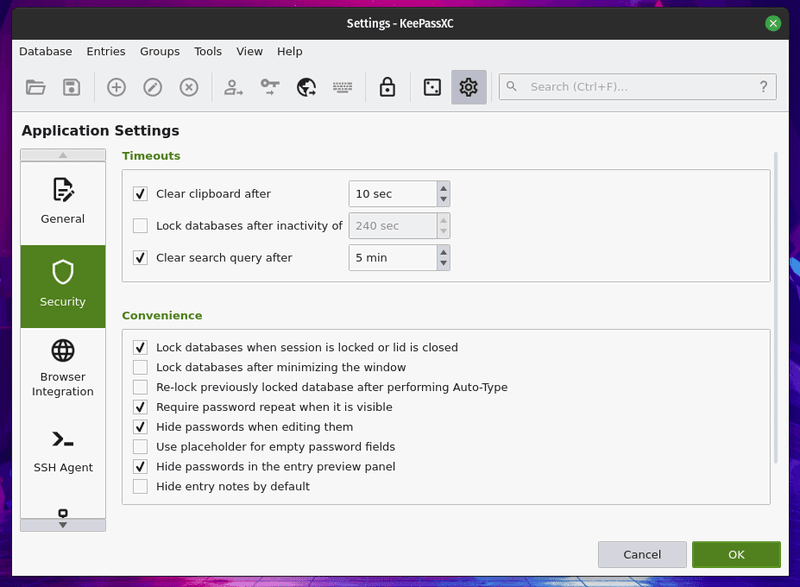 Settings - KeePassXC
Database Entries Groups Tools View Help
Search (Ctrl+F)... ?
Application Settings
General
Security
Browser
Integration
SSH Agent
Timeouts
Clear clipboard after 10 sec
Lock databases after inactivity of 240 sec
Clear search query after 5 min
Convenience
Lock databases when session is locked or lid is closed
Lock databases after minimizing the window
Re-lock previously locked database after performing Auto-Type
Require password repeat when it is visible
Hide passwords when editing them
Use placeholder for empty password fields
Hide passwords in the entry preview panel
Hide entry notes by default
Cancel OK